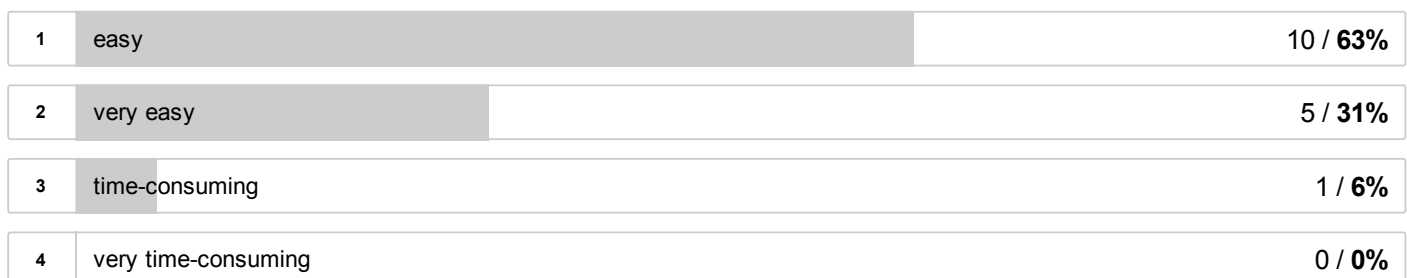 1 easy 10 / 63%
2 very easy 5 / 31%
3 time-consuming 1 / 6%
4 very time-consuming 0 / 0%